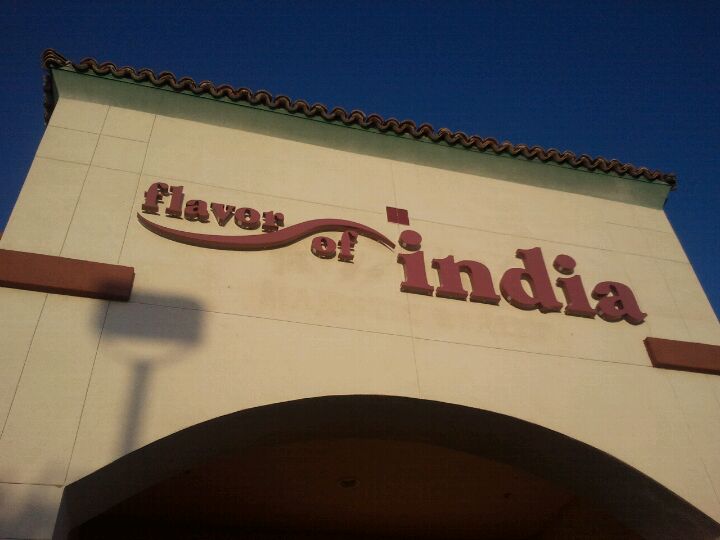 flavor
of
india